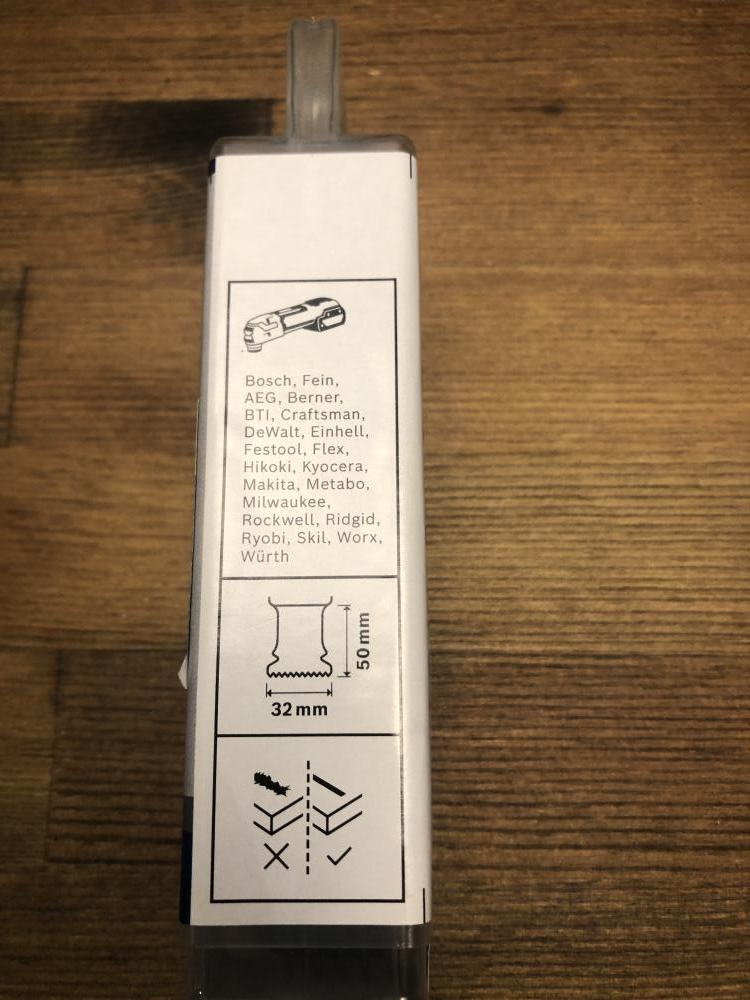 Bosch, Fein,
AEG, Berner,
BTI, Craftsman,
DeWalt, Einhell,
Festool, Flex,
Hikoki, Kyocera,
Makita, Metabo,
Milwaukee,
Rockwell, Ridgid,
Ryobi, Skil, Worx,
Würth
50 mm
32 mm